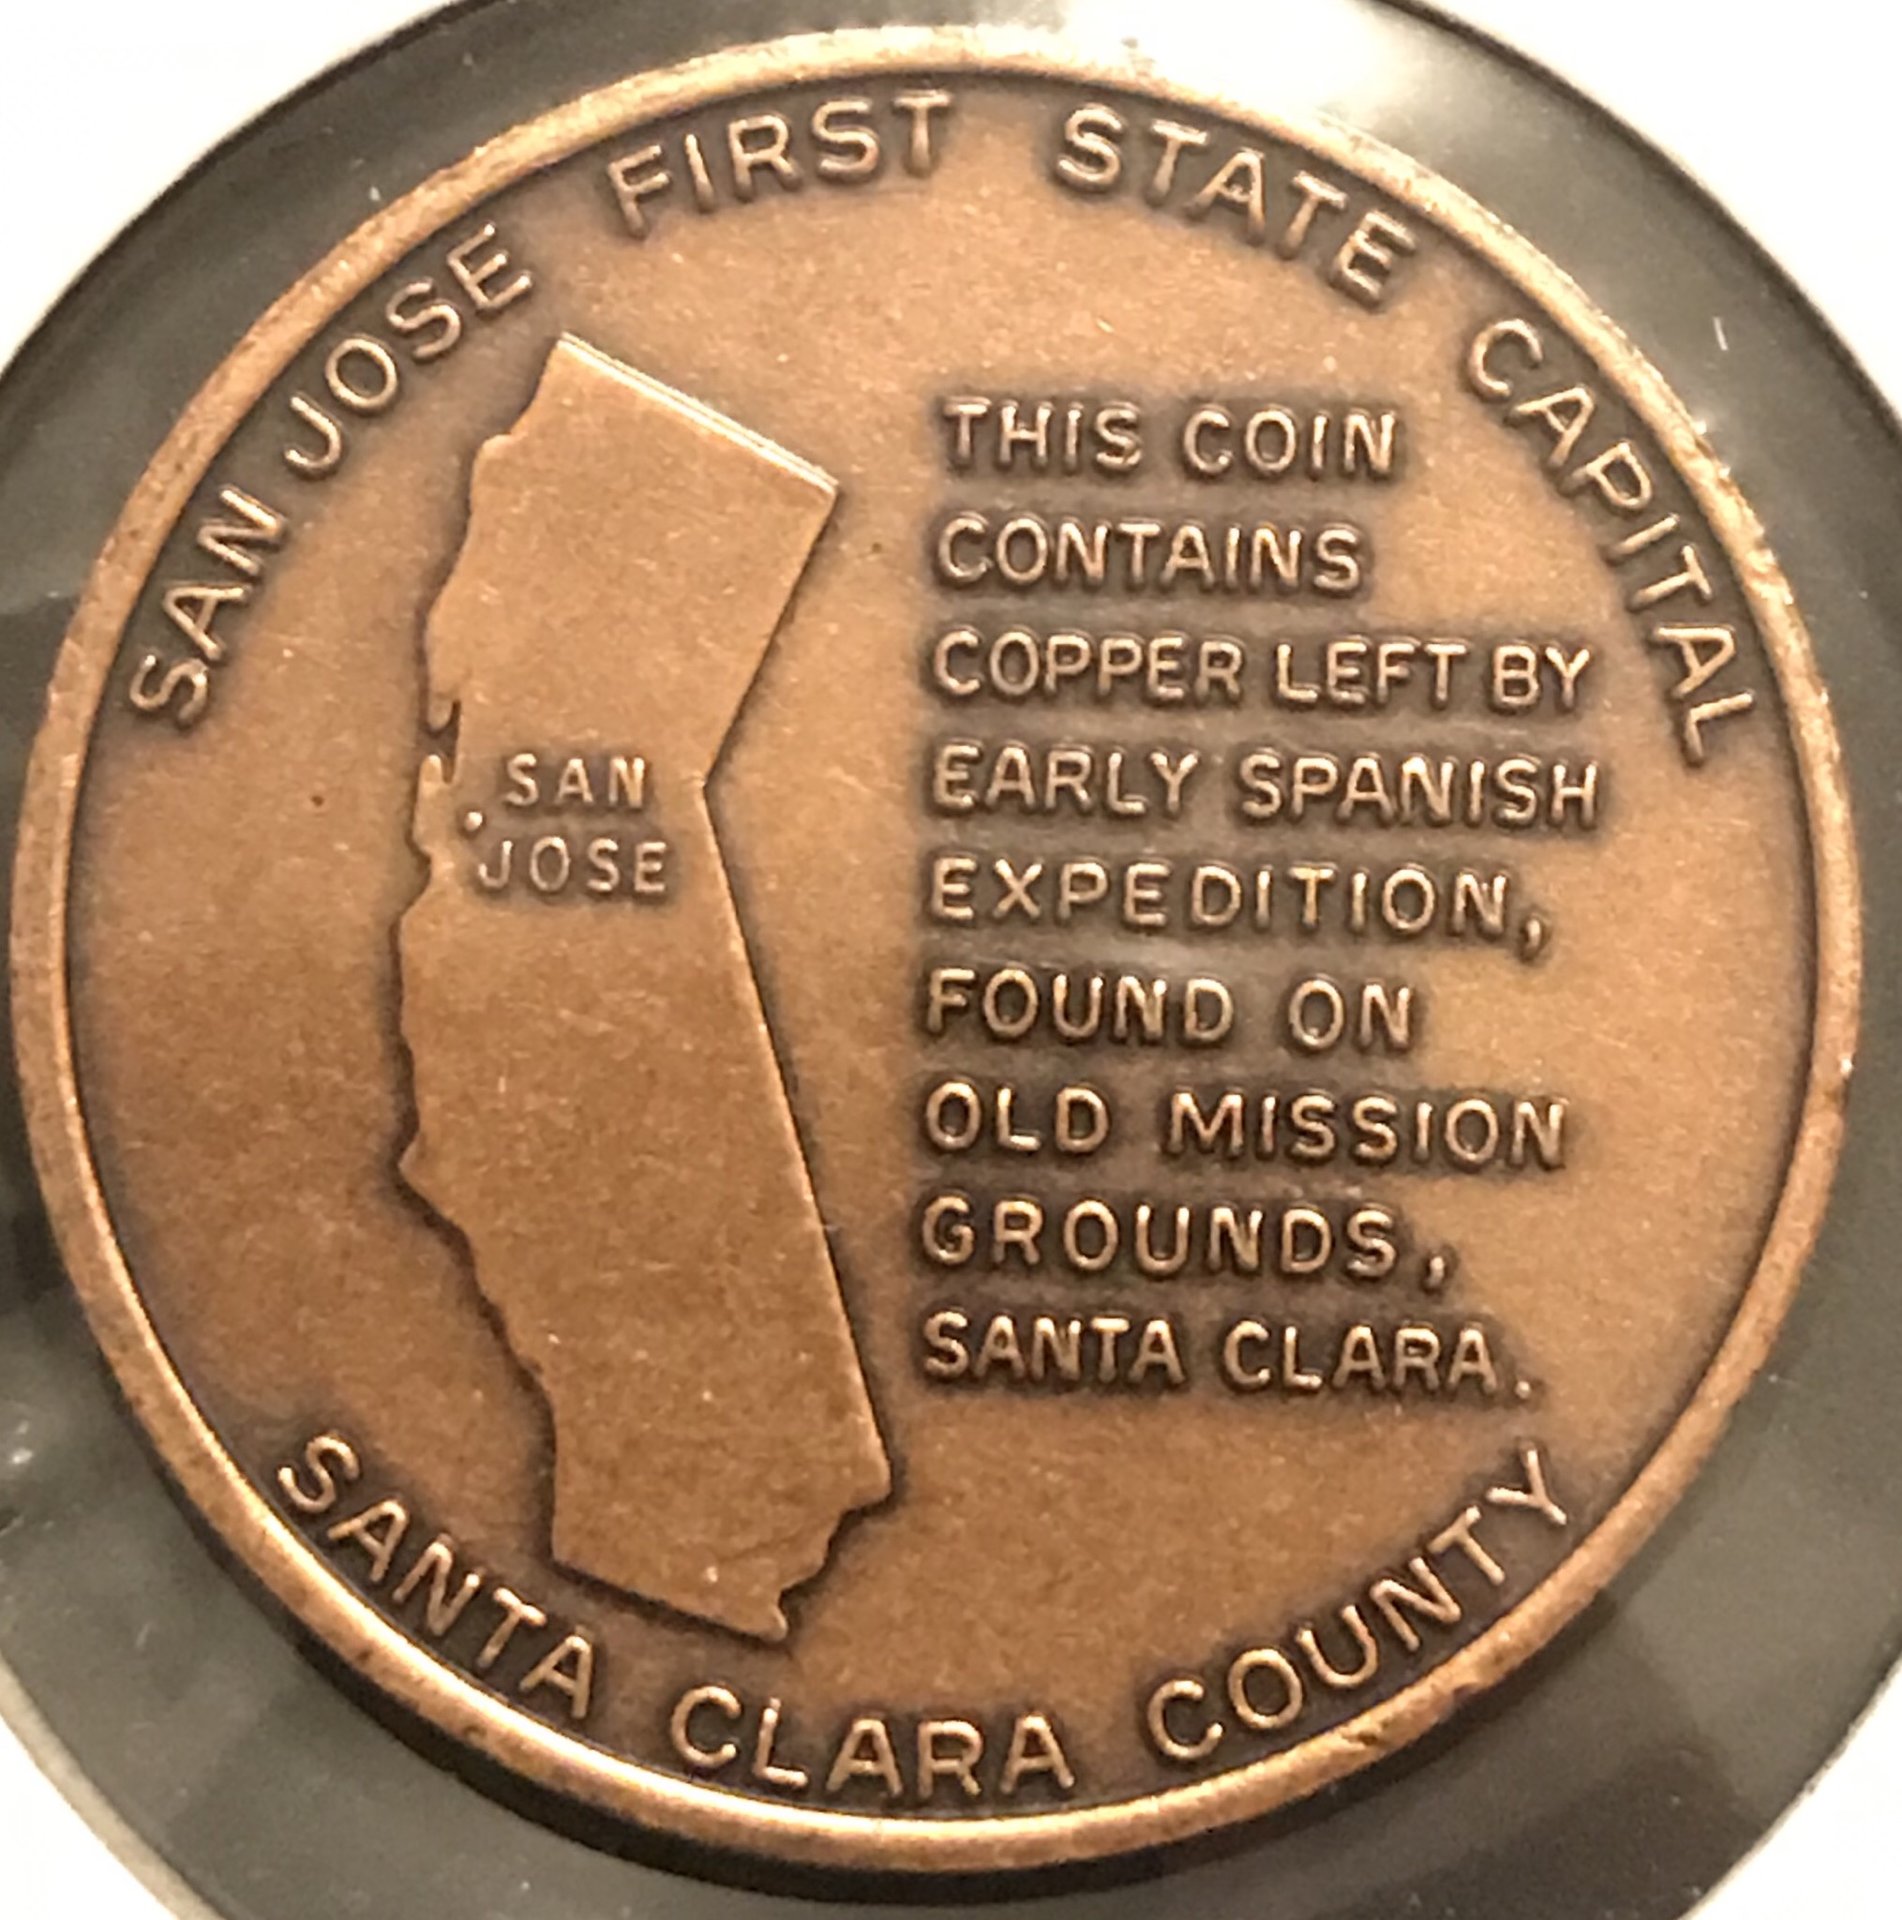 SAN JOSE FIRST STATE CAPITAL
.SAN
JOSE
THIS COIN
CONTAINS
COPPER LEFT BY
EARLY SPANISH
EXPEDITION,
FOUND ON
OLD MISSION
GROUNDS,
SANTA CLARA.
SANTA CLARA COUNTY